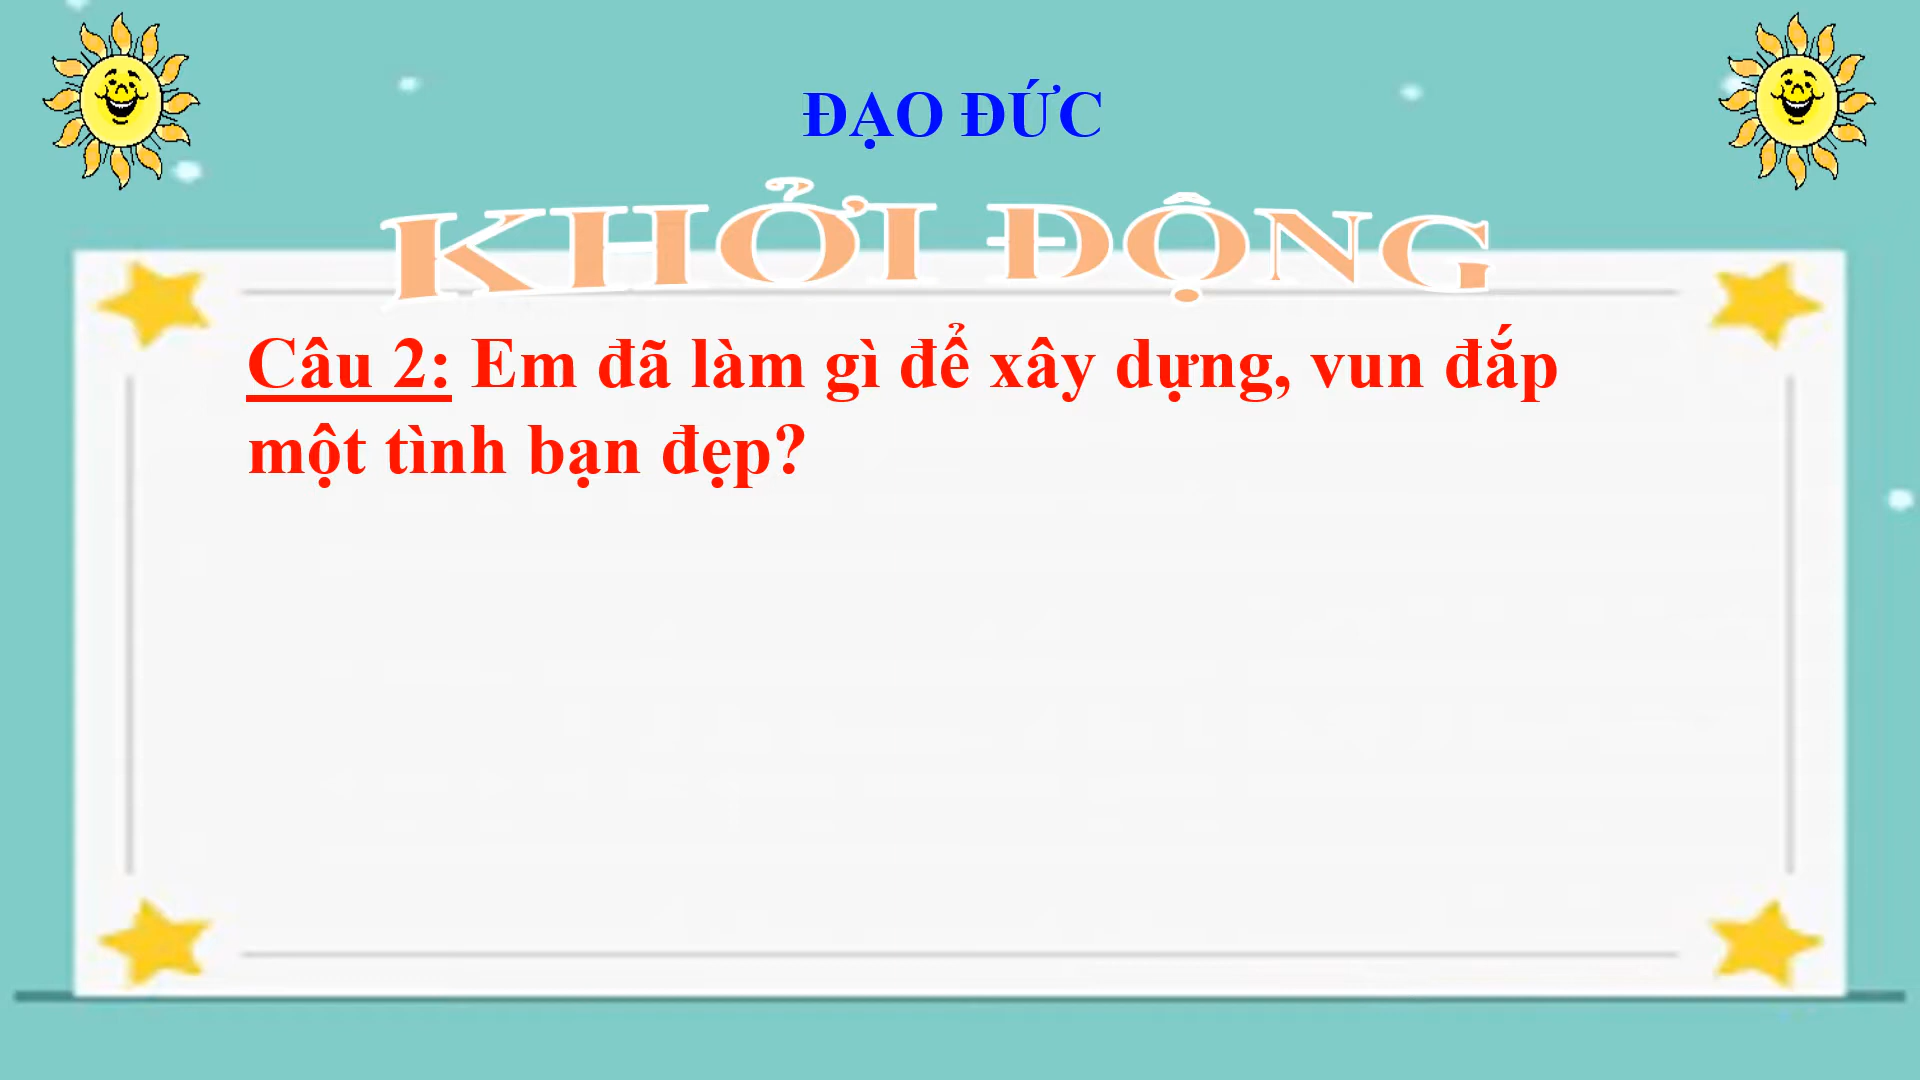 ĐẠO ĐỨC
KHỞI ĐỘNG
Câu 2: Em đã làm gì để xây dựng, vun đắp
một tình bạn đẹp?